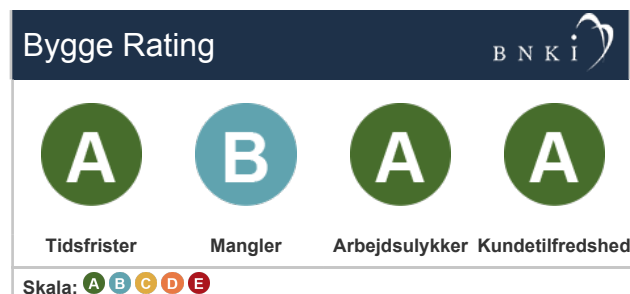 Bygge Rating
BNKi
A B A A
Tidsfrister Mangler Arbejdsulykker Kundetilfredshed
Skala: A B C D E